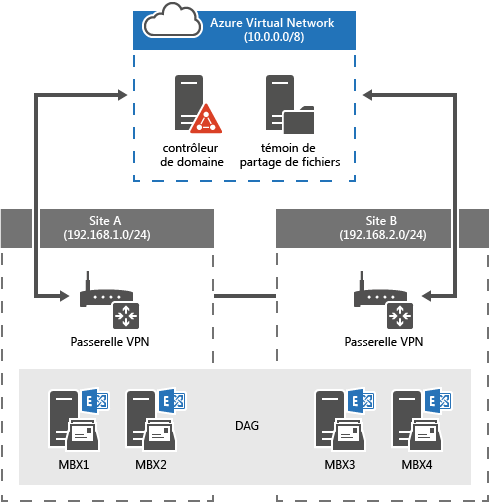 Azure Virtual Network
(10.0.0.0/8)
contrôleur
de domaine
témoin de
partage de fichiers
Site A
(192.168.1.0/24)
Site B
(192.168.2.0/24)
Passerelle VPN
Passerelle VPN
DAG
E
E
E
E
MBX1
MBX2
MBX3
MBX4